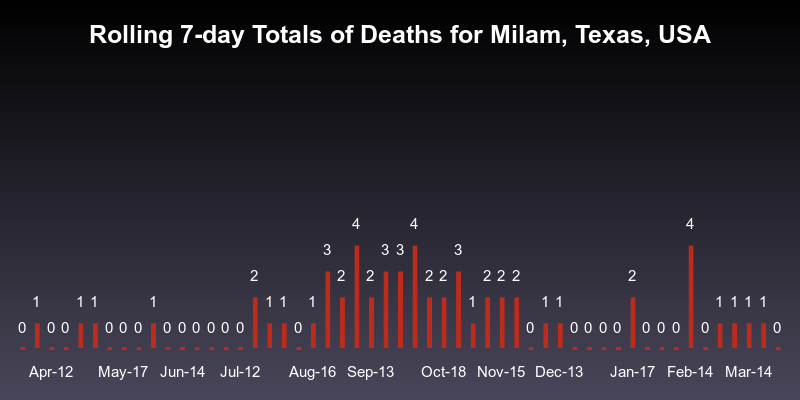 Rolling 7-day Totals of Deaths for Milam, Texas, USA
4 4 4
3 3 3 3
2 2 2 2 2 2 2 2 2
1 1 1 1 1 1 1 1 1 1 1 1 1 1
0 0 0 0 0 0 0 0 0 0 0 0 0 0 0 0 0 0 0 0 0 0 0
Apr-12 May-17 Jun-14 Jul-12 Aug-16 Sep-13 Oct-18 Nov-15 Dec-13 Jan-17 Feb-14 Mar-14